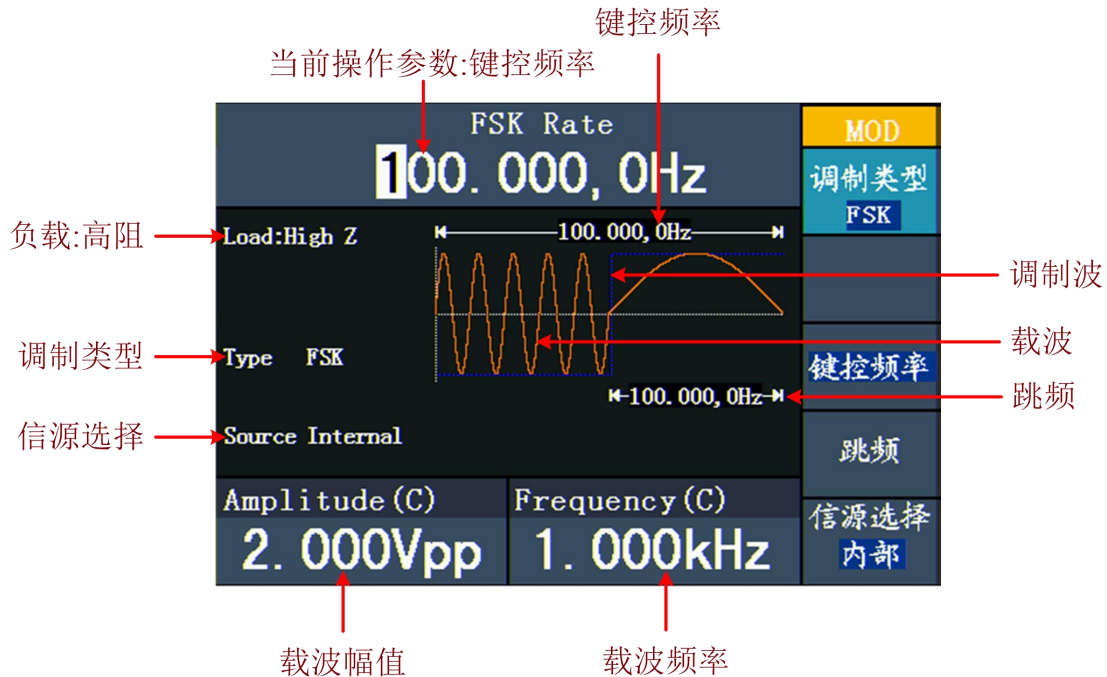 键控频率
当前操作参数:键控频率
FSK Rate
100.000,0Hz
MOD
调制类型
FSK
负载:高阻
Load:High Z
100.000,0Hz
调制波
载波
调制类型
Type FSK
键控频率
100.000,0Hz
跳频
信源选择
Source Internal
跳频
Amplitude(C)
2.000Vpp
Frequency(C)
1.000kHz
信源选择
内部
载波幅值
载波频率